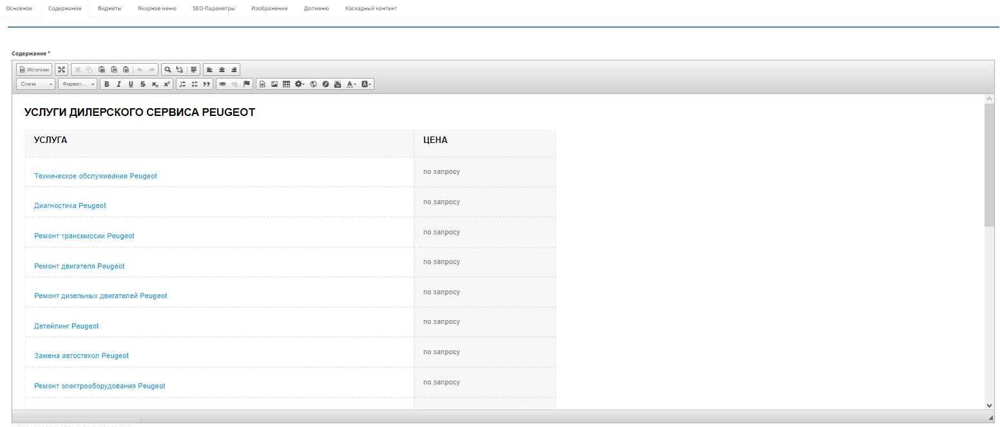 Основное Содержание Виджеты Якорное меню SEO-Параметры Изображение Допменю Каскадный контент
Содержание *
Источник
Стили Формат...
УСЛУГИ ДИЛЕРСКОГО СЕРВИСА PEUGEOT
УСЛУГА ЦЕНА
Техническое обслуживание Peugeot по запросу
Диагностика Peugeot по запросу
Ремонт трансмиссии Peugeot по запросу
Ремонт двигателя Peugeot по запросу
Ремонт дизельных двигателей Peugeot по запросу
Детейлинг Peugeot по запросу
Замена автостекол Peugeot по запросу
Ремонт электрооборудования Peugeot по запросу